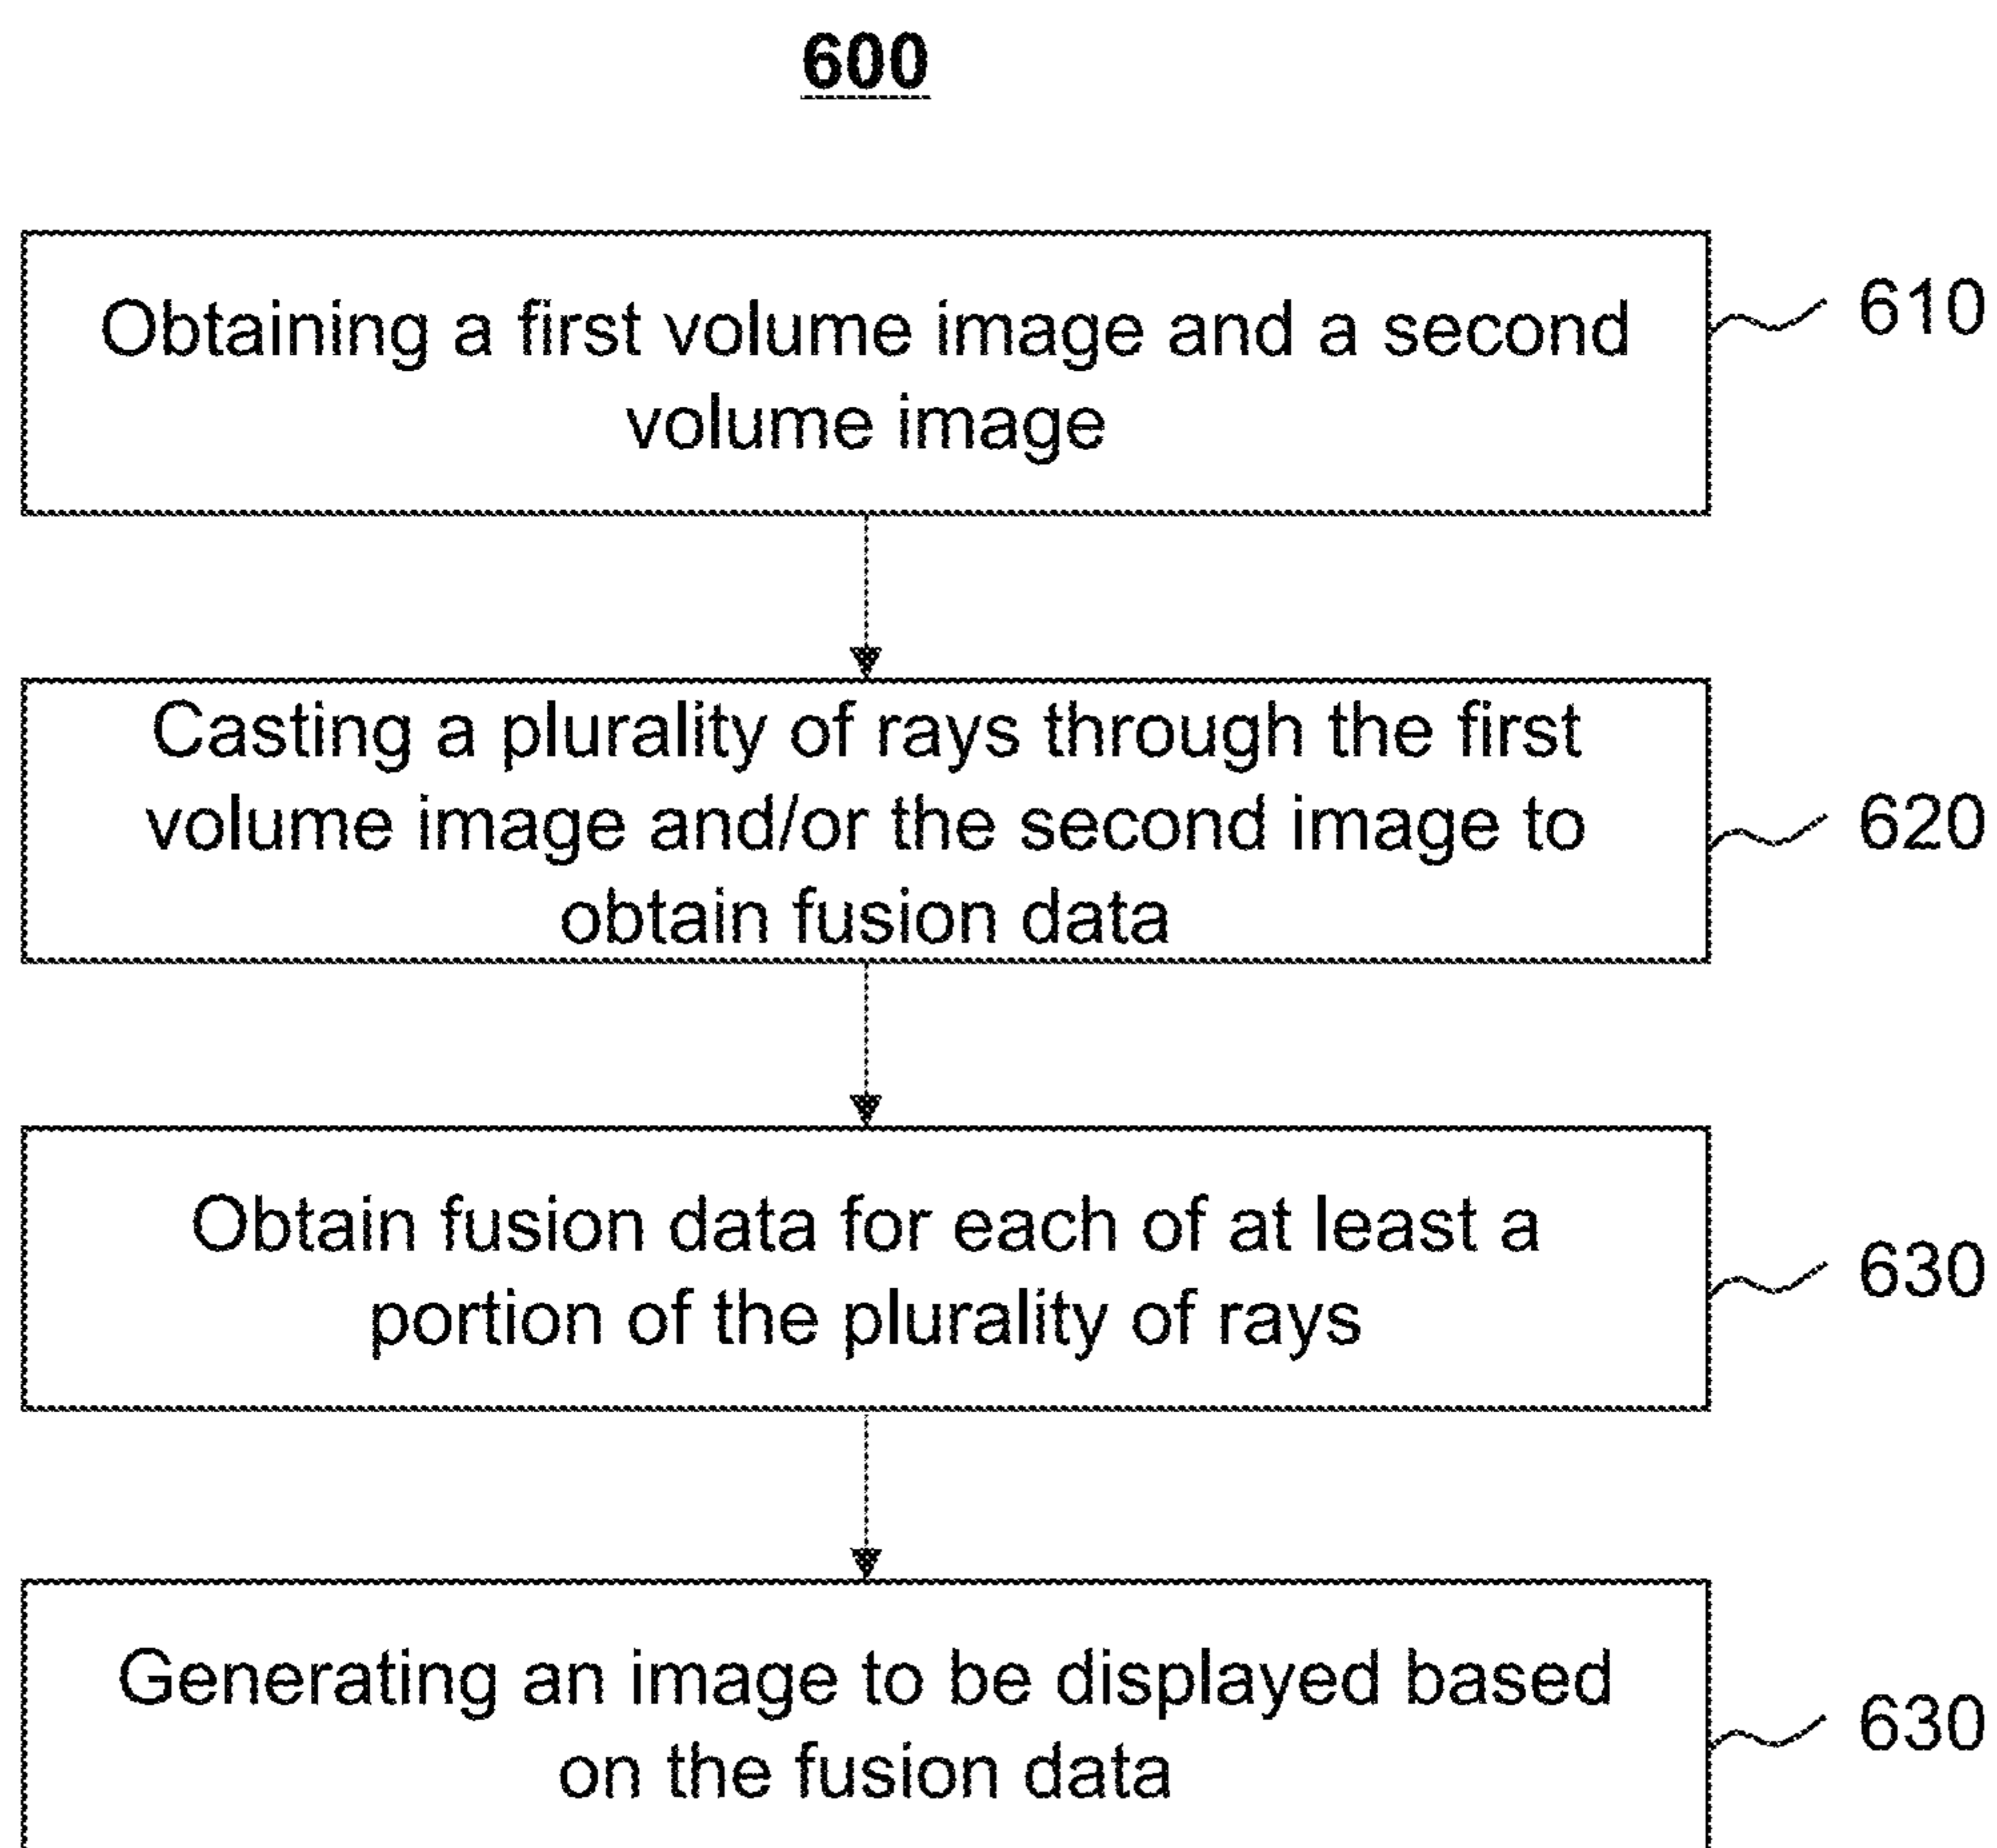 600
Obtaining a first volume image and a second
volume image
610
Casting a plurality of rays through the first
volume image and/or the second image to
obtain fusion data
620
Obtain fusion data for each of at least a
portion of the plurality of rays
630
Generating an image to be displayed based
on the fusion data
630